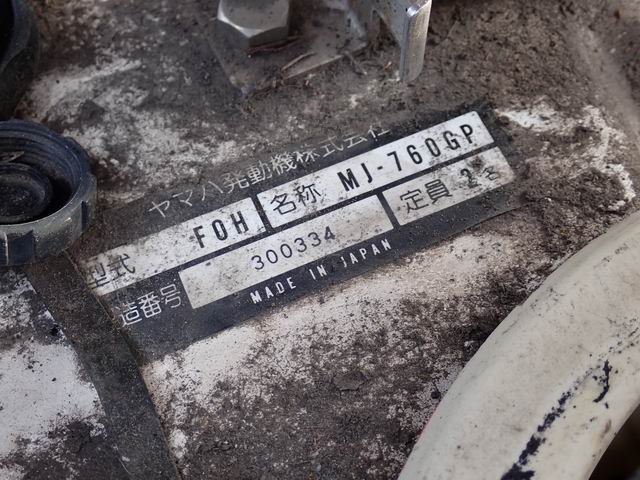 ヤマハ発動機株式会社
型式 F0H 名称 MJ-760GP
造番号 300334 定員 2名
MADE IN JAPAN